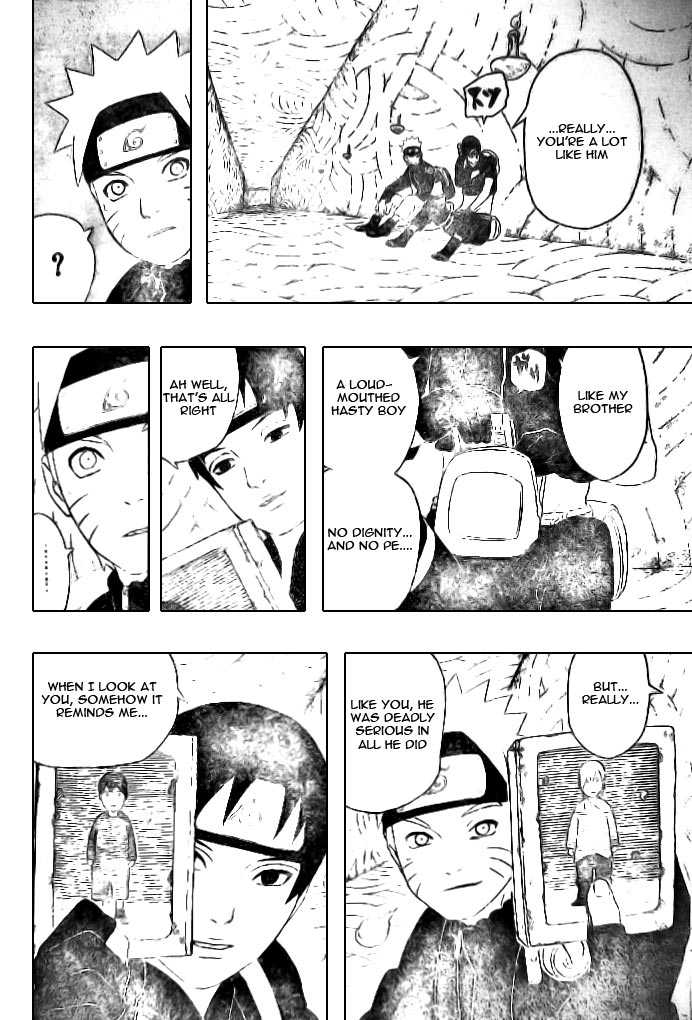 ...REALLY...
YOU'RE A LOT
LIKE HIM
?
LIKE MY
BROTHER
A LOUD-
MOUTHED
HASTY BOY
NO DIGNITY...
AND NO PE....
AH WELL,
THAT'S ALL
RIGHT
........
BUT...
REALLY...
LIKE YOU, HE
WAS DEADLY
SERIOUS IN
ALL HE DID
WHEN I LOOK AT
YOU, SOMEHOW IT
REMINDS ME...